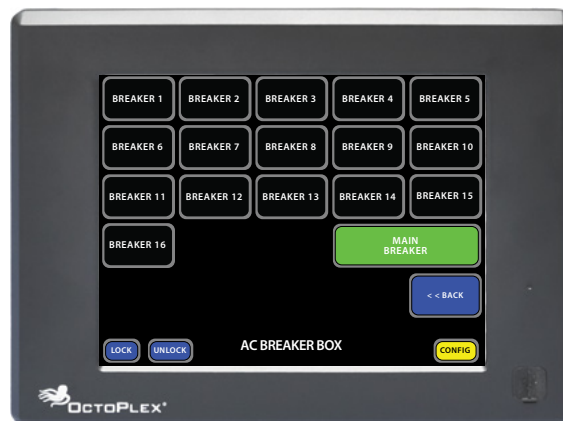 BREAKER 1 BREAKER 2 BREAKER 3 BREAKER 4 BREAKER 5
BREAKER 6 BREAKER 7 BREAKER 8 BREAKER 9 BREAKER 10
BREAKER 11 BREAKER 12 BREAKER 13 BREAKER 14 BREAKER 15
BREAKER 16
MAIN
BREAKER
< < BACK
LOCK UNLOCK AC BREAKER BOX CONFIG
OCTOPLEX